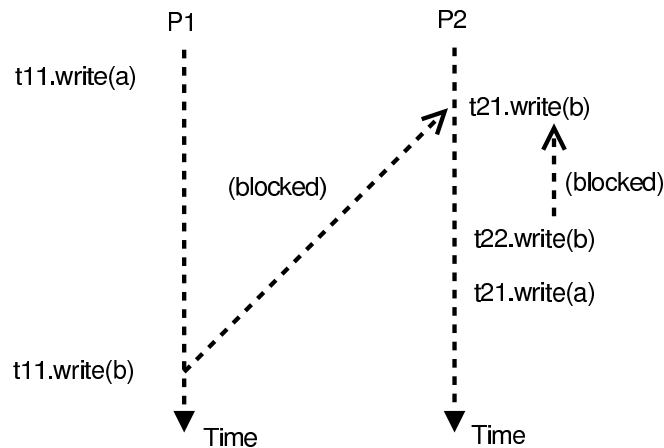 P1 P2
t11.write(a)
t21.write(b)
(blocked) (blocked)
t22.write(b)
t21.write(a)
t11.write(b)
Time Time